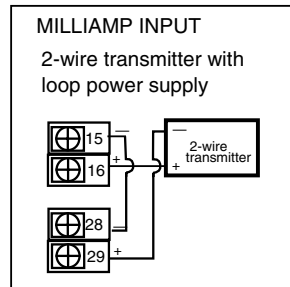 MILLIAMP INPUT
2-wire transmitter with
loop power supply
15 —
16 +
28 —
29 +
—
+
2-wire
transmitter